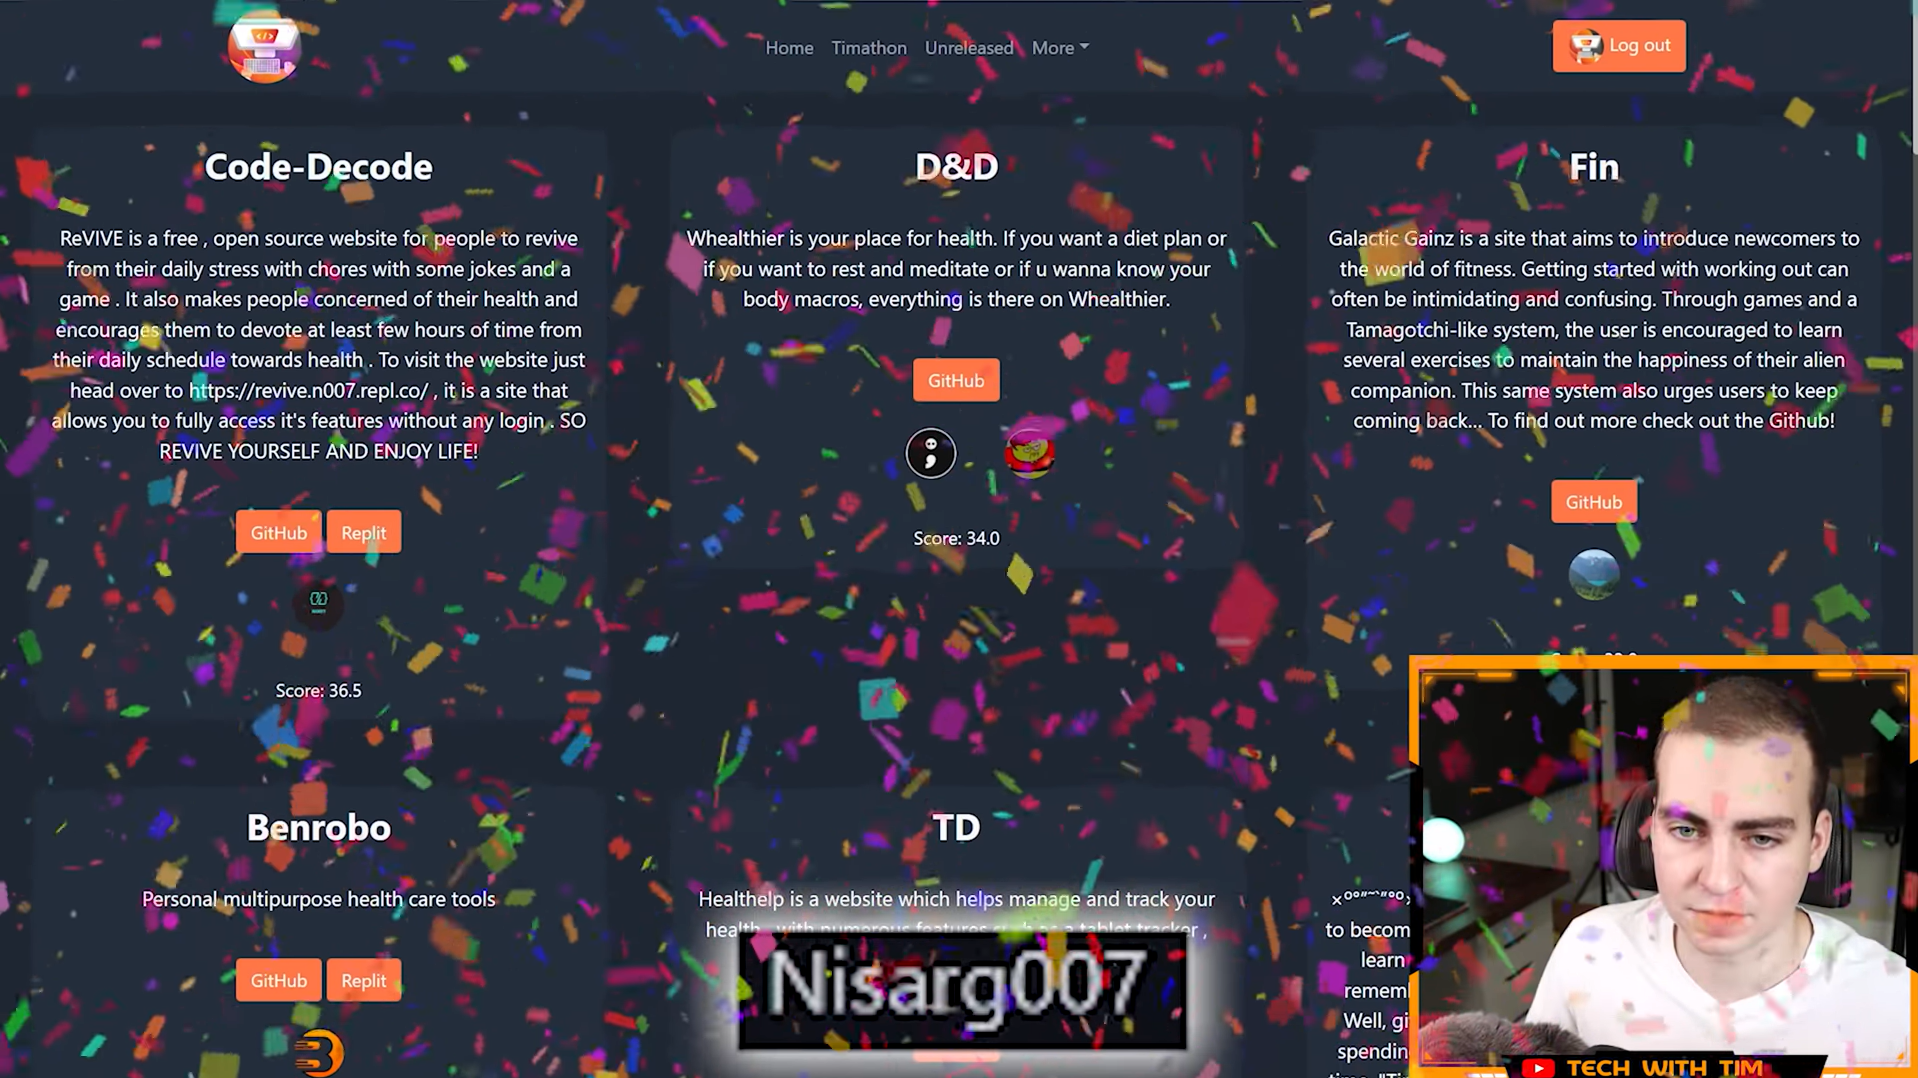 Home Timathon Unreleased More
Log out
Code-Decode
ReVIVE is a free , open source website for people to revive
from their daily stress with chores with some jokes and a
game . It also makes people concerned of their health and
encourages them to devote at least few hours of time from
their daily schedule towards health . To visit the website just
head over to https://revive.n007.repl.co/ , it is a site that
allows you to fully access it's features without any login . SO
REVIVE YOURSELF AND ENJOY LIFE!
GitHub Replit
Score: 36.5
D&D
Whealthier is your place for health. If you want a diet plan or
if you want to rest and meditate or if u wanna know your
body macros, everything is there on Whealthier.
GitHub
Score: 34.0
Fin
Galactic Gainz is a site that aims to introduce newcomers to
the world of fitness. Getting started with working out can
often be intimidating and confusing. Through games and a
Tamagotchi-like system, the user is encouraged to learn
several exercises to maintain the happiness of their alien
companion. This same system also urges users to keep
coming back... To find out more check out the Github!
GitHub
Benrobo
Personal multipurpose health care tools
GitHub Replit
TD
Healthelp is a website which helps manage and track your
health , with numerous features such as a tablet tracker ,
to becom
learn
rememb
Well, gi
spending
Nisarg007
TECH WITH TIM